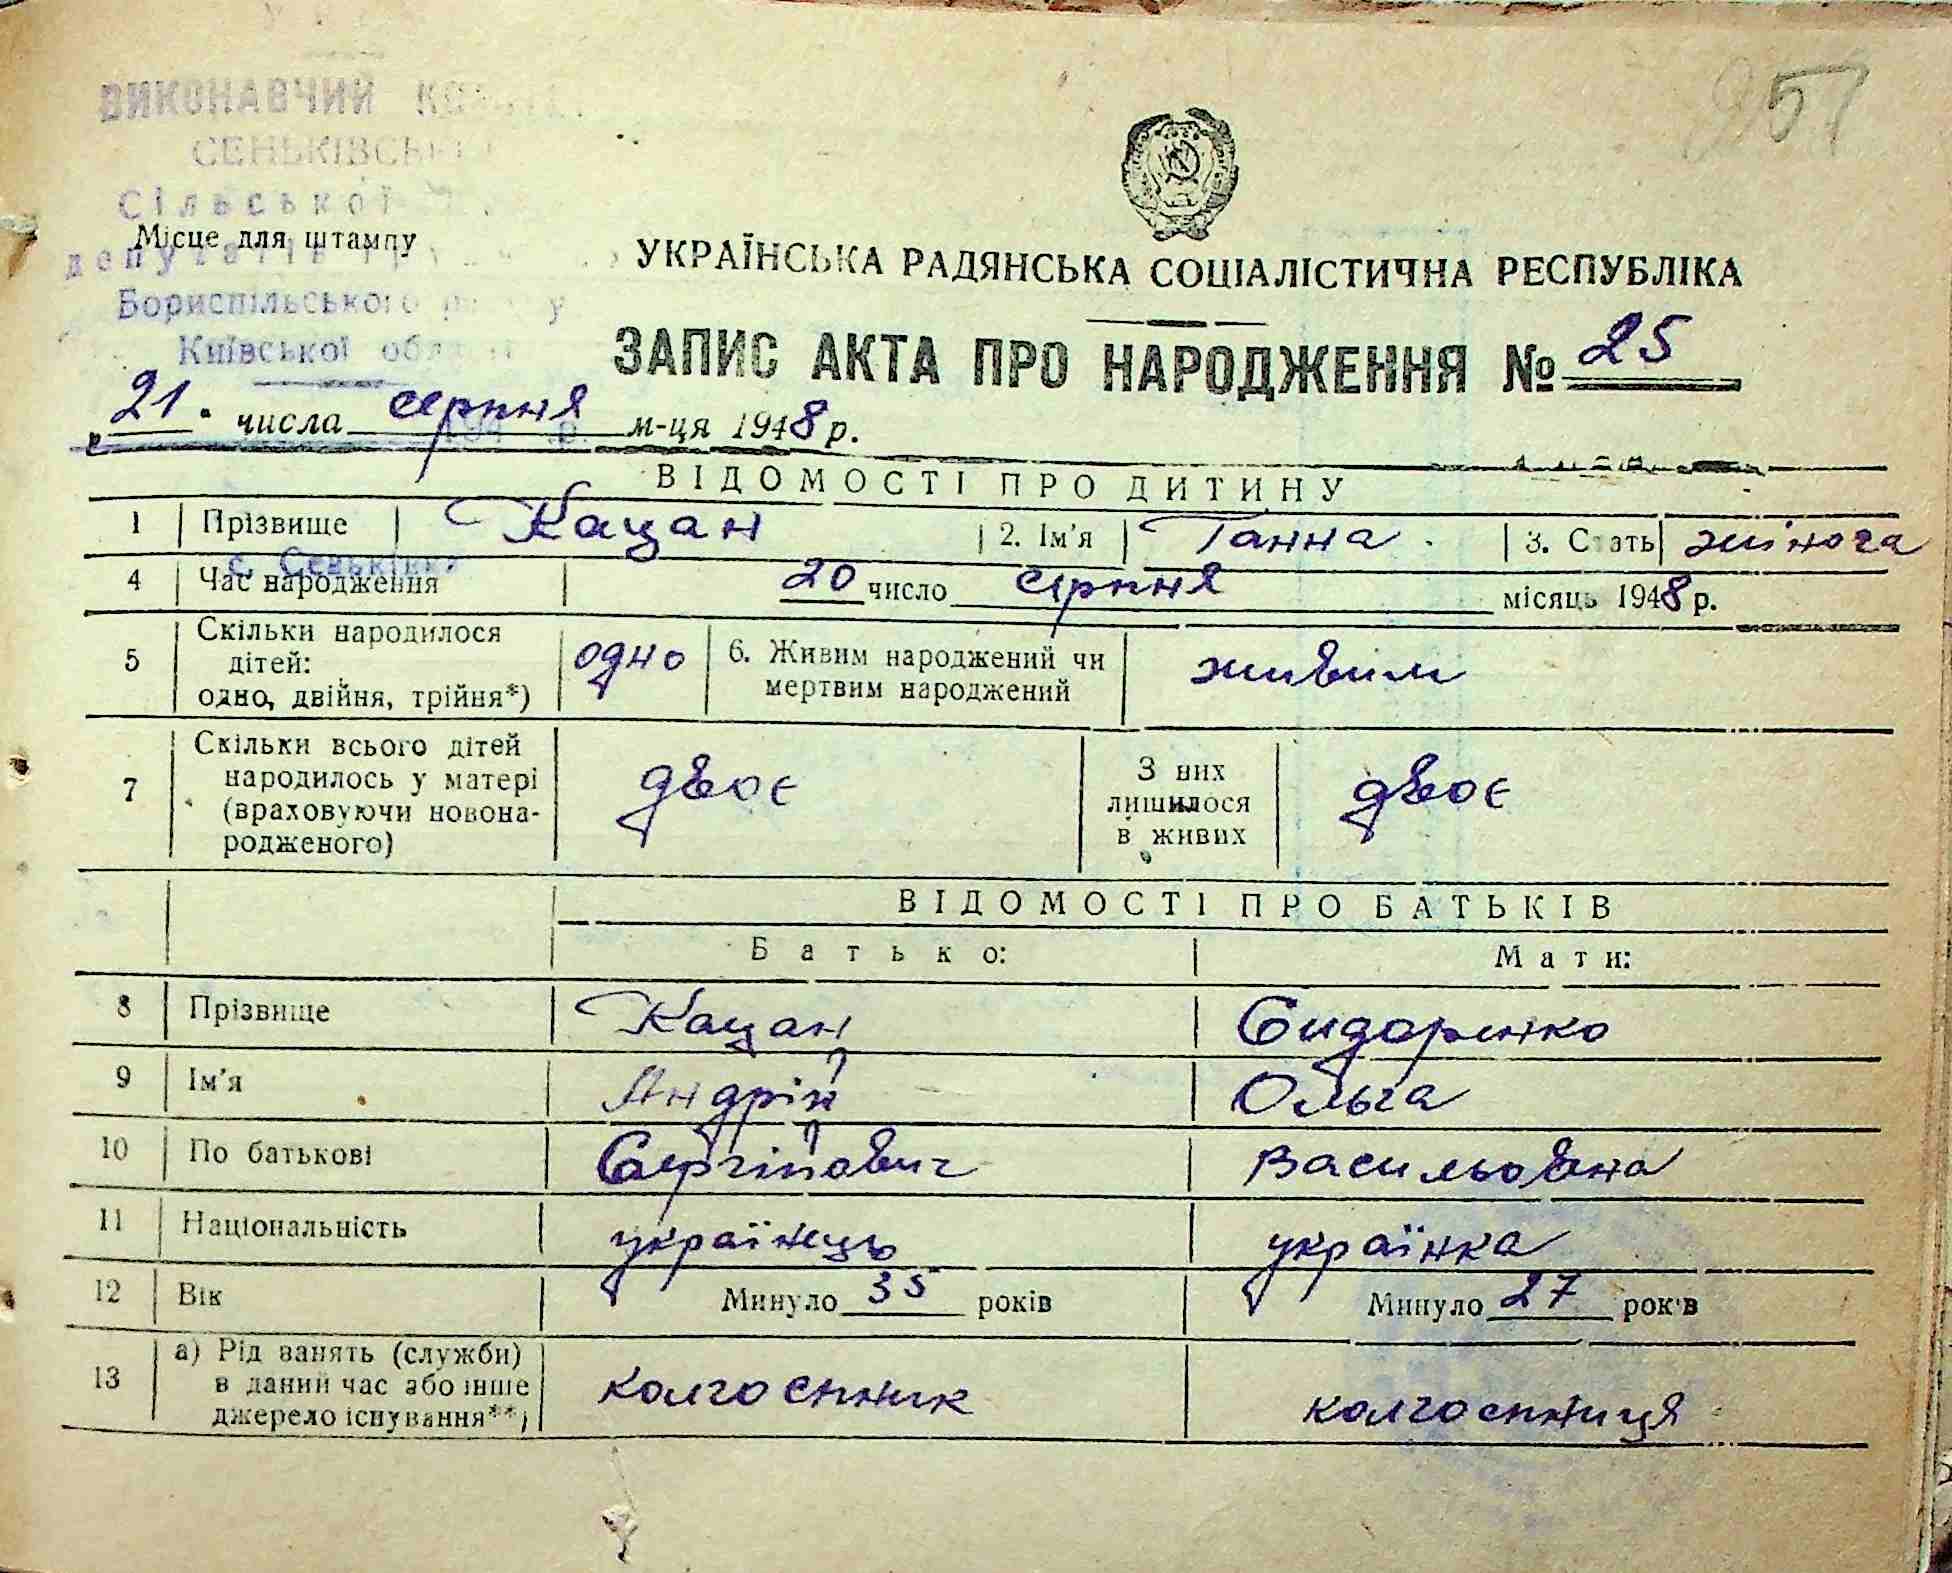 ВИКОНАВЧИЙ
СЕНЬКІВСЬ
Сільської
Місце для штампу
депутатів
Бориспільського
Київської
257
УКРАЇНСЬКА РАДЯНСЬКА СОЦІАЛІСТИЧНА РЕСПУБЛІКА
ЗАПИС АКТА ПРО НАРОДЖЕННЯ № 25
21 числа серпня м-ця 1948 р.
ВІДОМОСТІ ПРО ДИТИНУ
1 Прізвище Кацан 2. Ім'я Ганна 3. Стать жіноча
с. Сеньківка
4 Час народження 20 число серпня місяць 1948 р.
5 Скільки народилося дітей: одно, двійня, трійня*) одно 6. Живим народжений чи мертвим народжений живим
7 Скільки всього дітей народилось у матері (враховуючи новонародженого) двоє З них лишилося в живих двоє
ВІДОМОСТІ ПРО БАТЬКІВ
Батько: Мати:
8 Прізвище Кацан Сидоренко
9 Ім'я Андрій Ольга
10 По батькові Сергійович Васильовна
11 Національність українець українка
12 Вік Минуло 35 років Минуло 27 років
13 а) Рід занять (служби) в даний час або інше джерело існування**) колгоспник колгоспниця